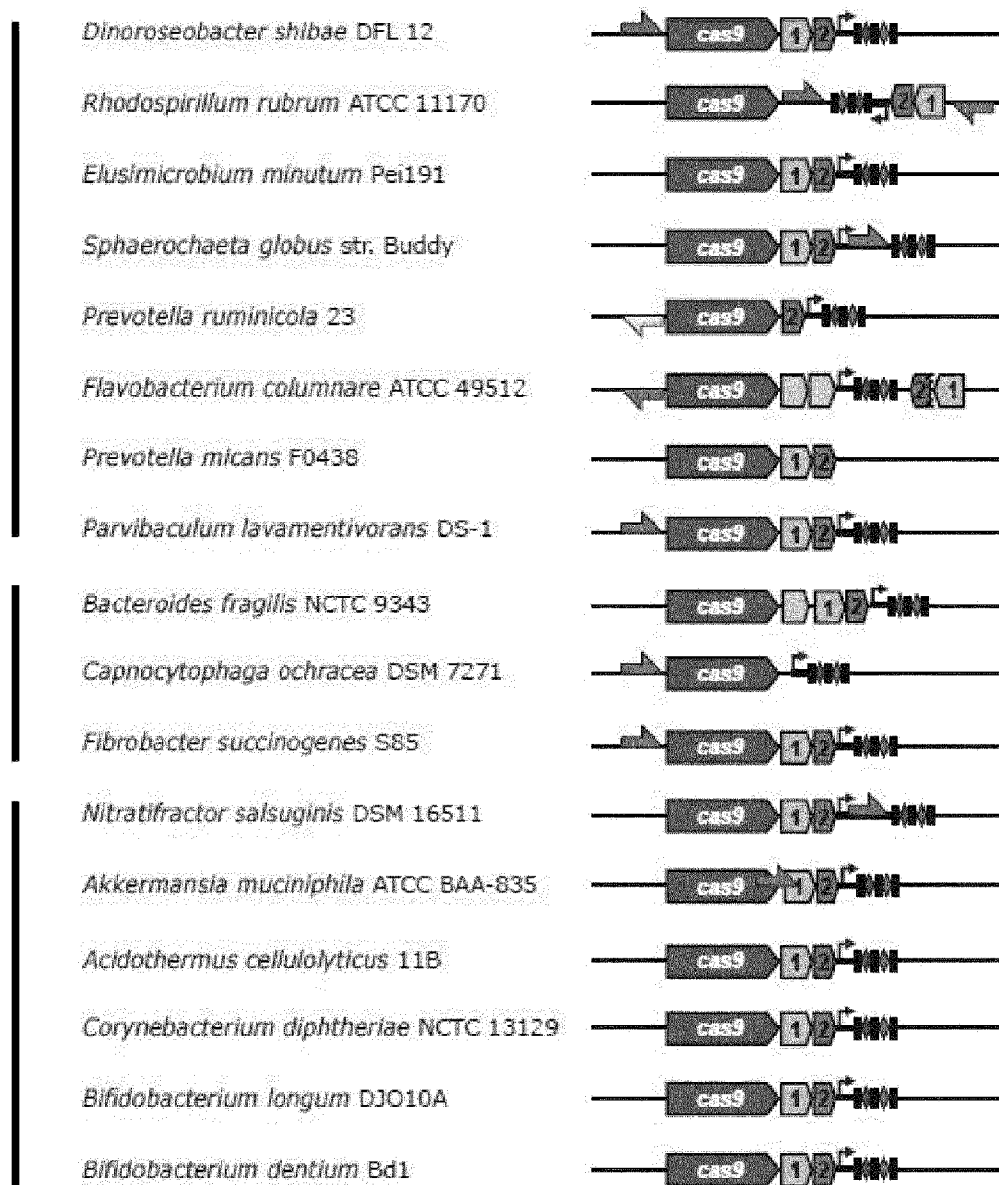 Dinoroseobacter shibae DFL 12 cas9 1 2
Rhodospirillum rubrum ATCC 11170 cas9 2 1
Elusimicrobium minutum Pei191 cas9 1 2
Sphaerochaeta globus str. Buddy cas9 1 2
Prevotella ruminicola 23 cas9 2
Flavobacterium columnare ATCC 49512 cas9 2 1
Prevotella micans F0438 cas9 1 2
Parvibaculum lavamentivorans DS-1 cas9 1 2
Bacteroides fragilis NCTC 9343 cas9 1 2
Capnocytophaga ochracea DSM 7271 cas9
Fibrobacter succinogenes S85 cas9 1 2
Nitratifractor salsuginis DSM 16511 cas9 1 2
Akkermansia muciniphila ATCC BAA-835 cas9 1 2
Acidothermus cellulolyticus 11B cas9 1 2
Corynebacterium diphtheriae NCTC 13129 cas9 1 2
Bifidobacterium longum DJO10A cas9 1 2
Bifidobacterium dentium Bd1 cas9 1 2